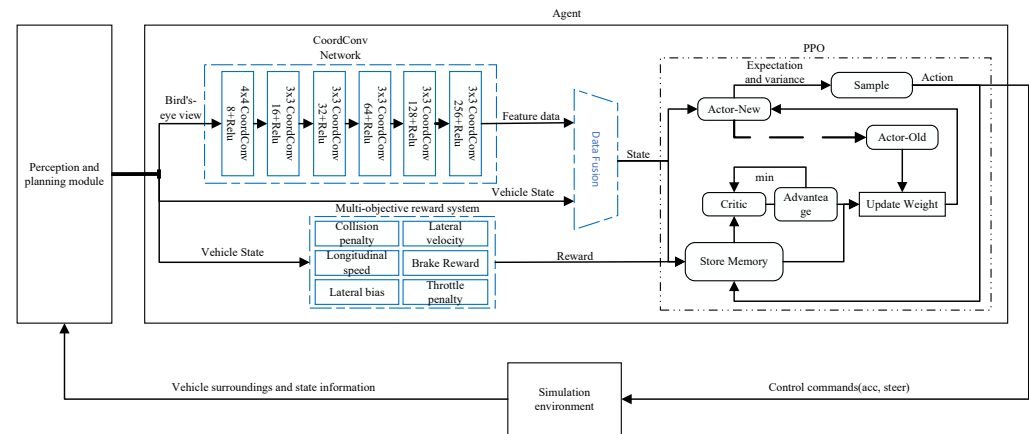 Agent
CoordConv
Network
PPO
Bird's-
eye view
4x4 CoordConv
8+Relu
3x3 CoordConv
16+Relu
3x3 CoordConv
32+Relu
3x3 CoordConv
64+Relu
3x3 CoordConv
128+Relu
3x3 CoordConv
256+Relu
Feature data
Data Fusion
State
Expectation
and variance
Sample
Action
Actor-New
Actor-Old
min
Critic
Advantea
ge
Update Weight
Store Memory
Perception and
planning module
Vehicle State
Multi-objective reward system
Collision
penalty
Lateral
velocity
Longitudinal
speed
Brake Reward
Lateral bias
Throttle
penalty
Vehicle State
Reward
Vehicle surroundings and state information
Simulation
environment
Control commands(acc, steer)